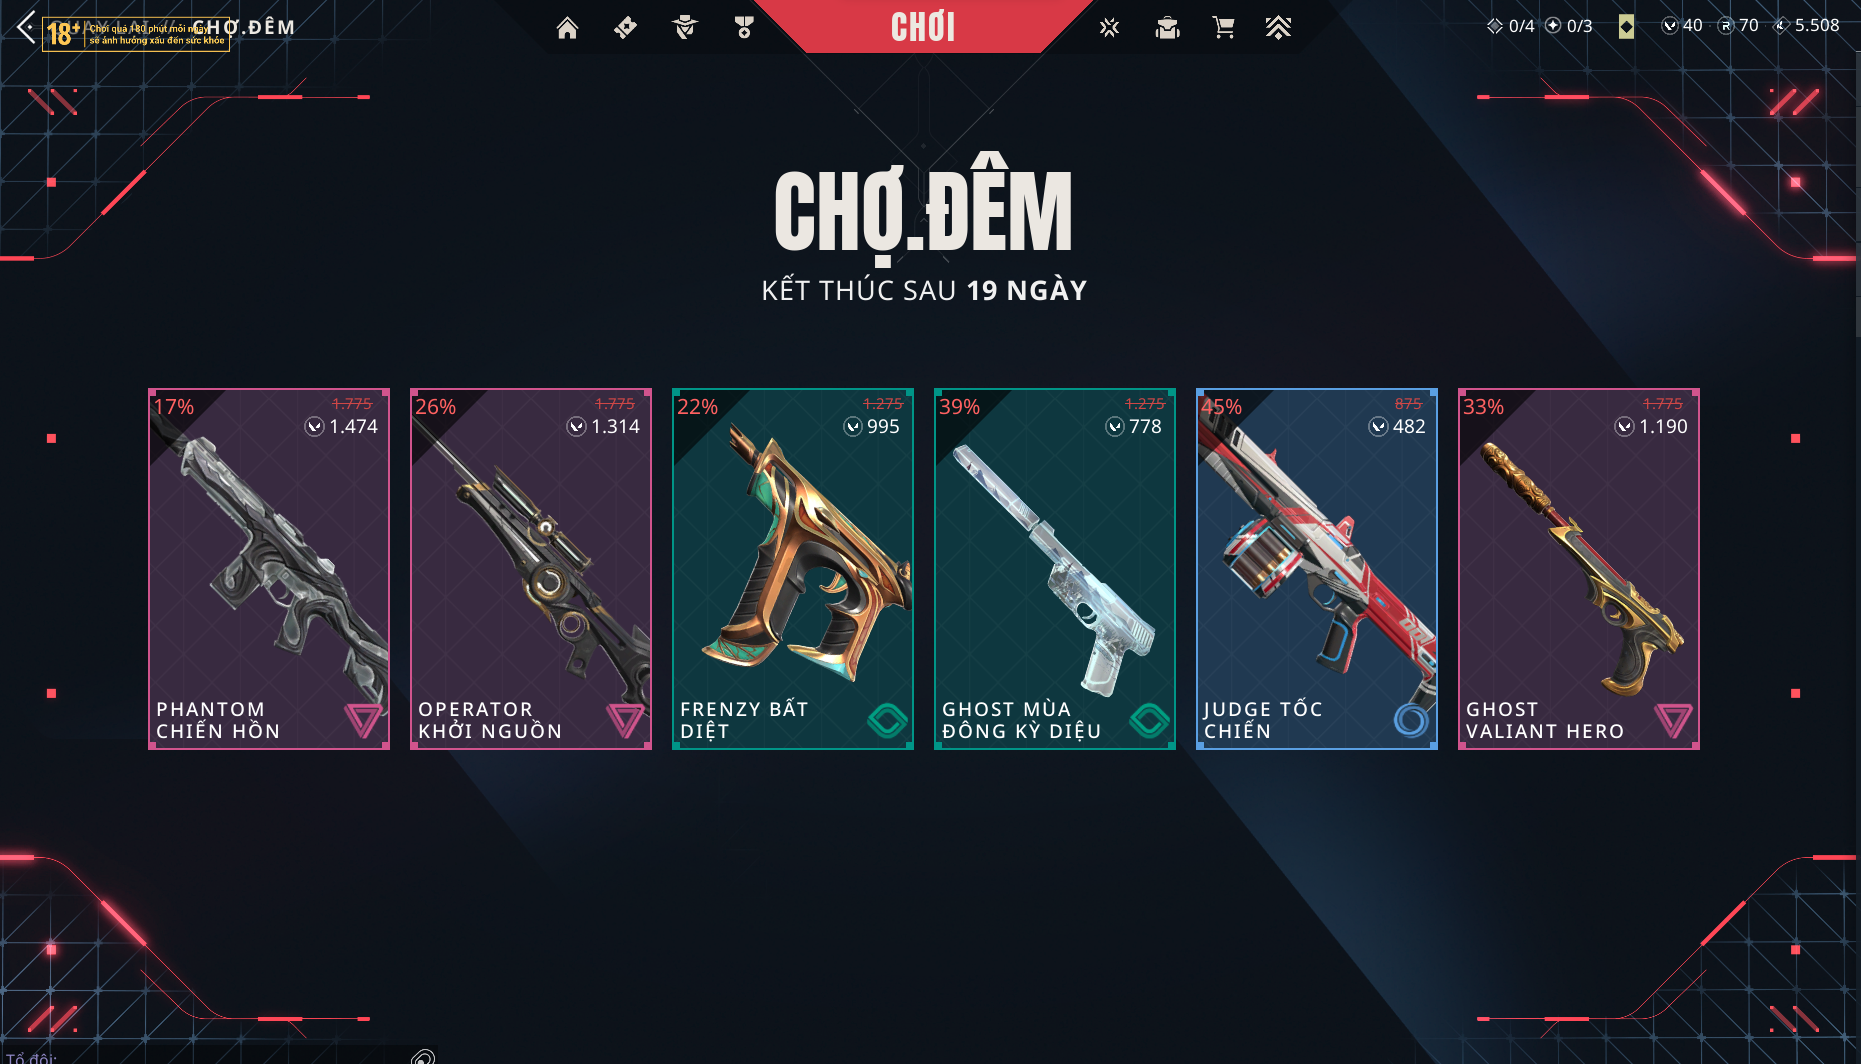 18+ Chơi quá 180 phút mỗi ngày
sẽ ảnh hưởng xấu đến sức khỏe
QUAY LẠI // CHỢ.ĐÊM
CHƠI
0/4 0/3 40 70 5.508
CHỢ.ĐÊM
KẾT THÚC SAU 19 NGÀY
17% 1.775
1.474
PHANTOM
CHIẾN HỒN
26% 1.775
1.314
OPERATOR
KHỞI NGUỒN
22% 1.275
995
FRENZY BẤT
DIỆT
39% 1.275
778
GHOST MÙA
ĐÔNG KỲ DIỆU
45% 875
482
JUDGE TỐC
CHIẾN
33% 1.775
1.190
GHOST
VALIANT HERO
Tổ đội: